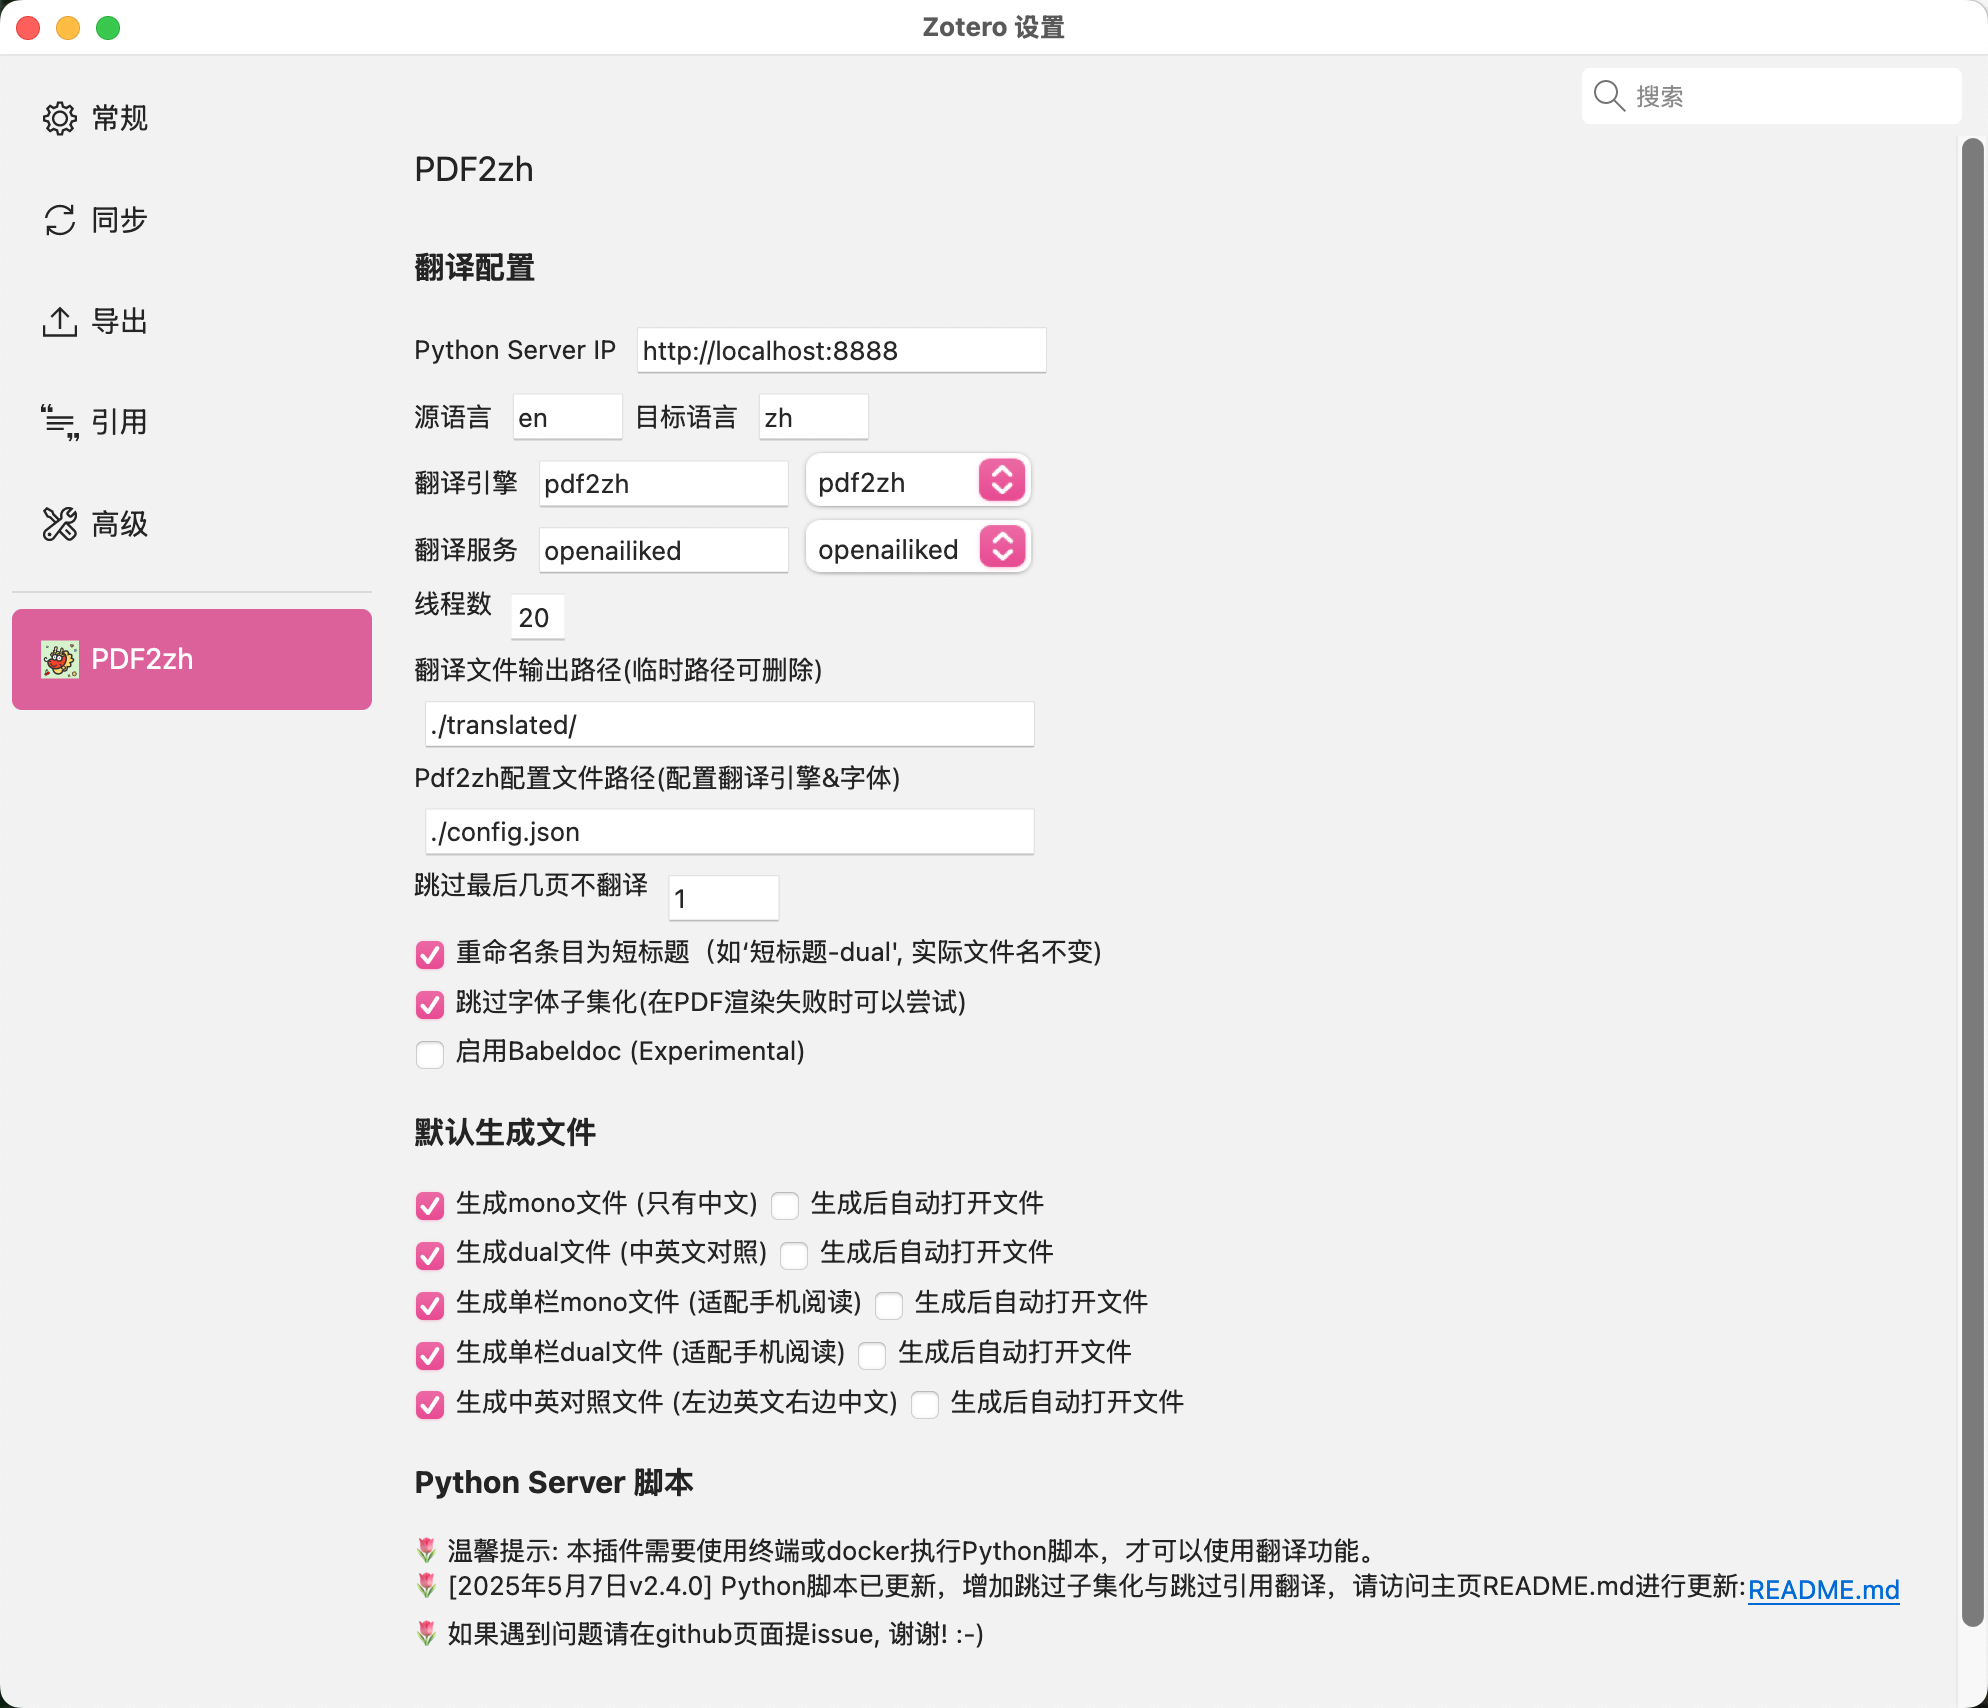 Zotero 设置
搜索
常规
同步
导出
引用
高级
PDF2zh
PDF2zh
翻译配置
Python Server IP http://localhost:8888
源语言 en 目标语言 zh
翻译引擎 pdf2zh pdf2zh
翻译服务 openailiked openailiked
线程数 20
翻译文件输出路径(临时路径可删除)
./translated/
Pdf2zh配置文件路径(配置翻译引擎&字体)
./config.json
跳过最后几页不翻译 1
重命名条目为短标题（如‘短标题-dual', 实际文件名不变)
跳过字体子集化(在PDF渲染失败时可以尝试)
启用Babeldoc (Experimental)
默认生成文件
生成mono文件 (只有中文) 生成后自动打开文件
生成dual文件 (中英文对照) 生成后自动打开文件
生成单栏mono文件 (适配手机阅读) 生成后自动打开文件
生成单栏dual文件 (适配手机阅读) 生成后自动打开文件
生成中英对照文件 (左边英文右边中文) 生成后自动打开文件
Python Server 脚本
🌷 温馨提示: 本插件需要使用终端或docker执行Python脚本，才可以使用翻译功能。
🌷 [2025年5月7日v2.4.0] Python脚本已更新，增加跳过子集化与跳过引用翻译，请访问主页README.md进行更新:README.md
🌷 如果遇到问题请在github页面提issue, 谢谢! :-)